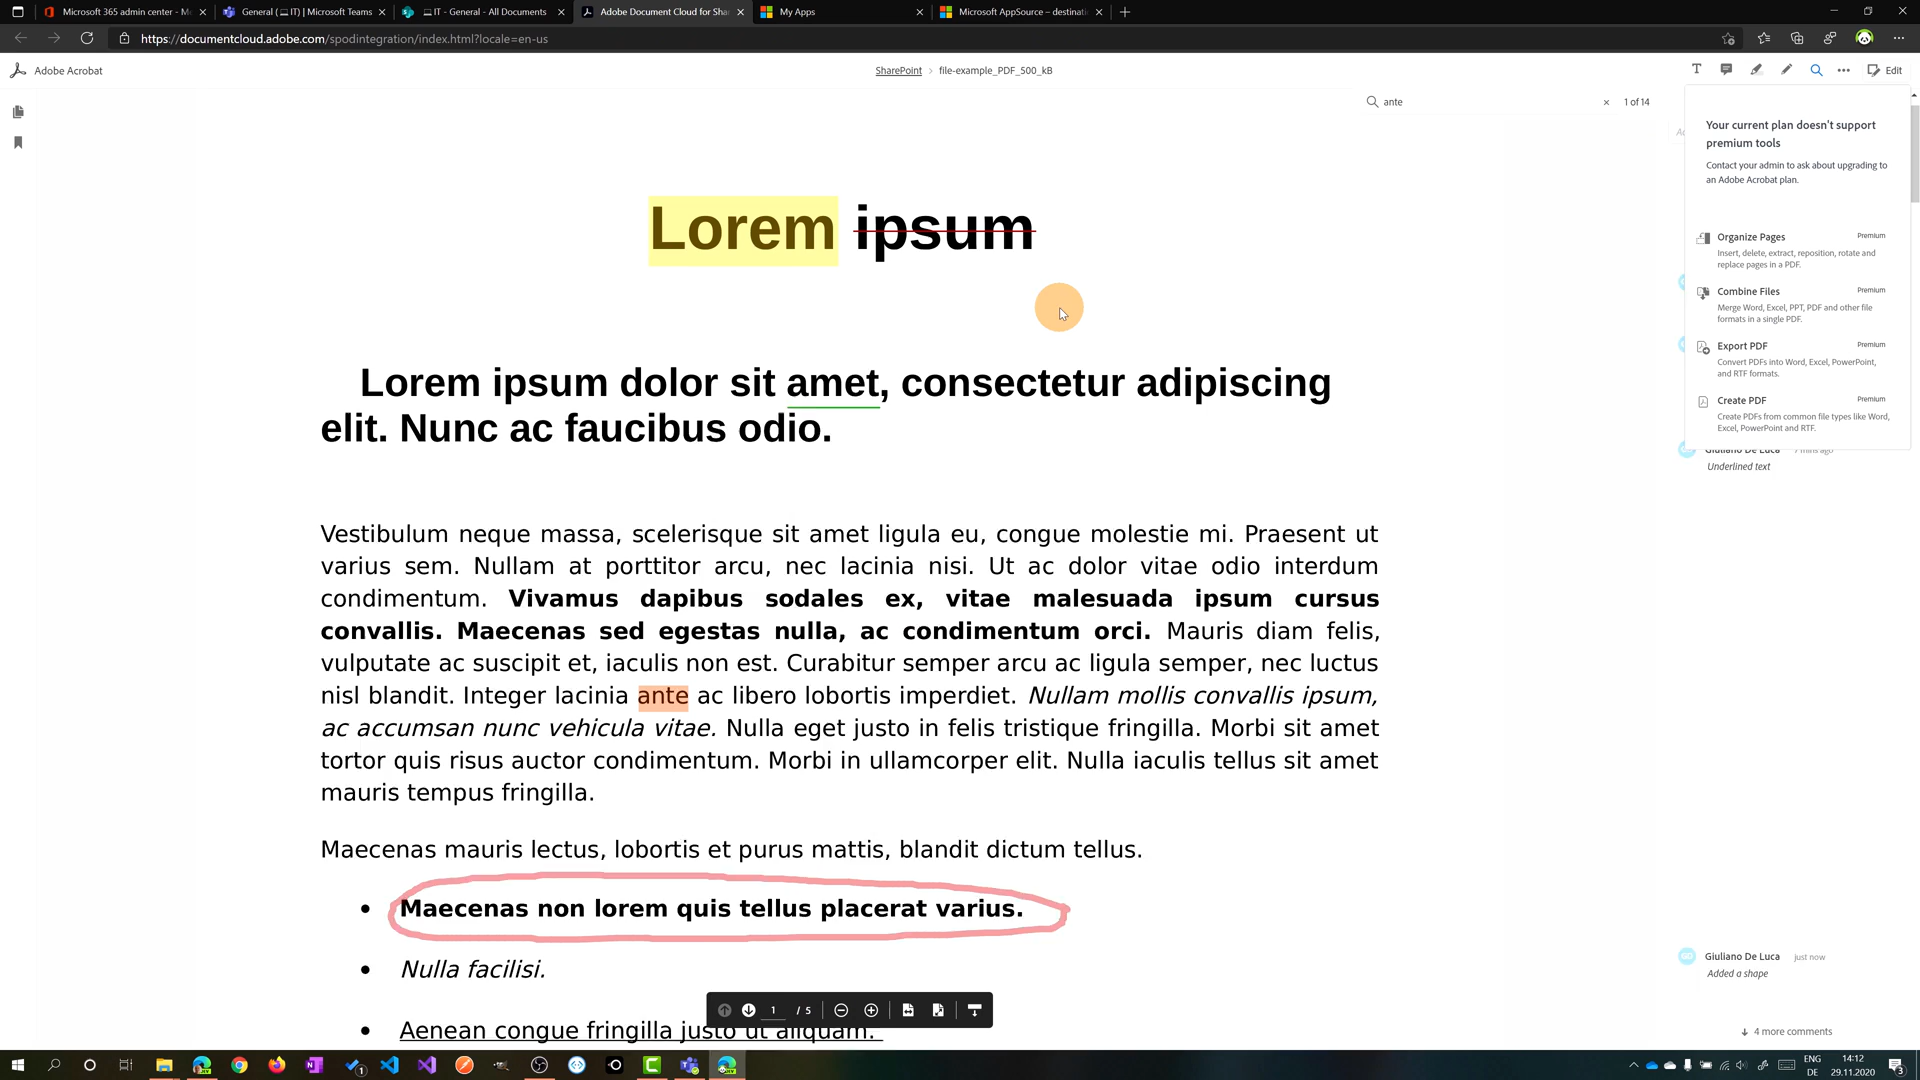 Microsoft 365 admin center - M
General (💻 IT) | Microsoft Teams
💻 IT - General - All Documents
Adobe Document Cloud for Sha
My Apps
Microsoft AppSource – destinati
https://documentcloud.adobe.com/spodintegration/index.html?locale=en-us
Adobe Acrobat
SharePoint › file-example_PDF_500_kB
Edit
ante
1 of 14
Your current plan doesn't support
premium tools
Contact your admin to ask about upgrading to
an Adobe Acrobat plan.
Organize Pages Premium
Insert, delete, extract, reposition, rotate and
replace pages in a PDF.
Combine Files Premium
Merge Word, Excel, PPT, PDF and other file
formats in a single PDF.
Export PDF Premium
Convert PDFs into Word, Excel, PowerPoint,
and RTF formats.
Create PDF Premium
Create PDFs from common file types like Word,
Excel, PowerPoint and RTF.
Giuliano De Luca 7 mins ago
Underlined text
Lorem ipsum
Lorem ipsum dolor sit amet, consectetur adipiscing
elit. Nunc ac faucibus odio.
Vestibulum neque massa, scelerisque sit amet ligula eu, congue molestie mi. Praesent ut
varius sem. Nullam at porttitor arcu, nec lacinia nisi. Ut ac dolor vitae odio interdum
condimentum. Vivamus dapibus sodales ex, vitae malesuada ipsum cursus
convallis. Maecenas sed egestas nulla, ac condimentum orci. Mauris diam felis,
vulputate ac suscipit et, iaculis non est. Curabitur semper arcu ac ligula semper, nec luctus
nisl blandit. Integer lacinia ante ac libero lobortis imperdiet. Nullam mollis convallis ipsum,
ac accumsan nunc vehicula vitae. Nulla eget justo in felis tristique fringilla. Morbi sit amet
tortor quis risus auctor condimentum. Morbi in ullamcorper elit. Nulla iaculis tellus sit amet
mauris tempus fringilla.
Maecenas mauris lectus, lobortis et purus mattis, blandit dictum tellus.
• Maecenas non lorem quis tellus placerat varius.
• Nulla facilisi.
• Aenean congue fringilla justo ut aliquam.
Giuliano De Luca just now
Added a shape
4 more comments
1 / 5
ENG
DE
14:12
29.11.2020